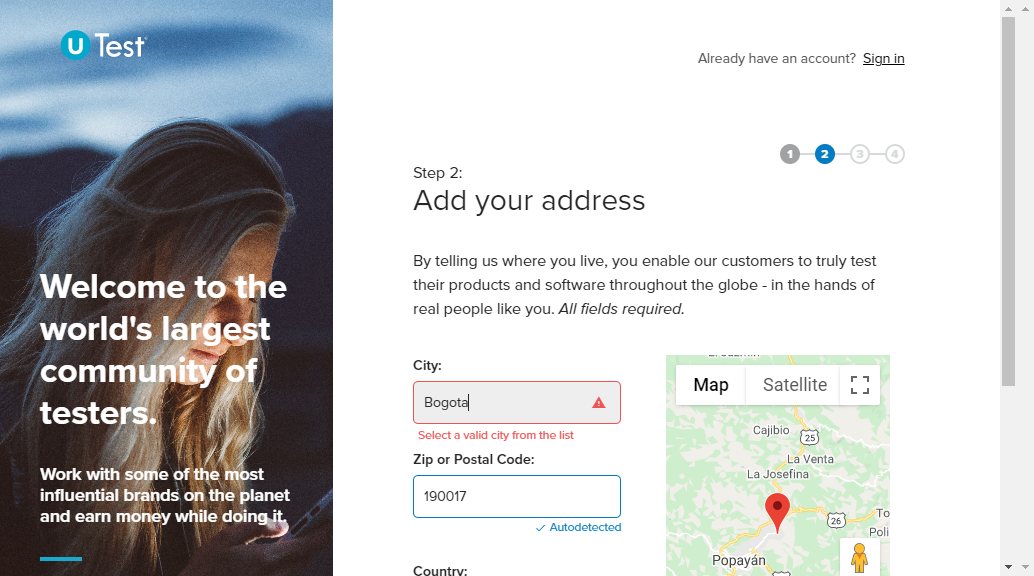 U Test
Already have an account? Sign in
1 2 3 4
Step 2:
Add your address
By telling us where you live, you enable our customers to truly test
their products and software throughout the globe - in the hands of
real people like you. All fields required.
Welcome to the
world's largest
community of
testers.
Work with some of the most
influential brands on the planet
and earn money while doing it.
City:
Bogota
Select a valid city from the list
Zip or Postal Code:
190017
Autodetected
Country:
Map Satellite
Cajibio
25
La Venta
La Josefina
26
To
Poli
Popayán